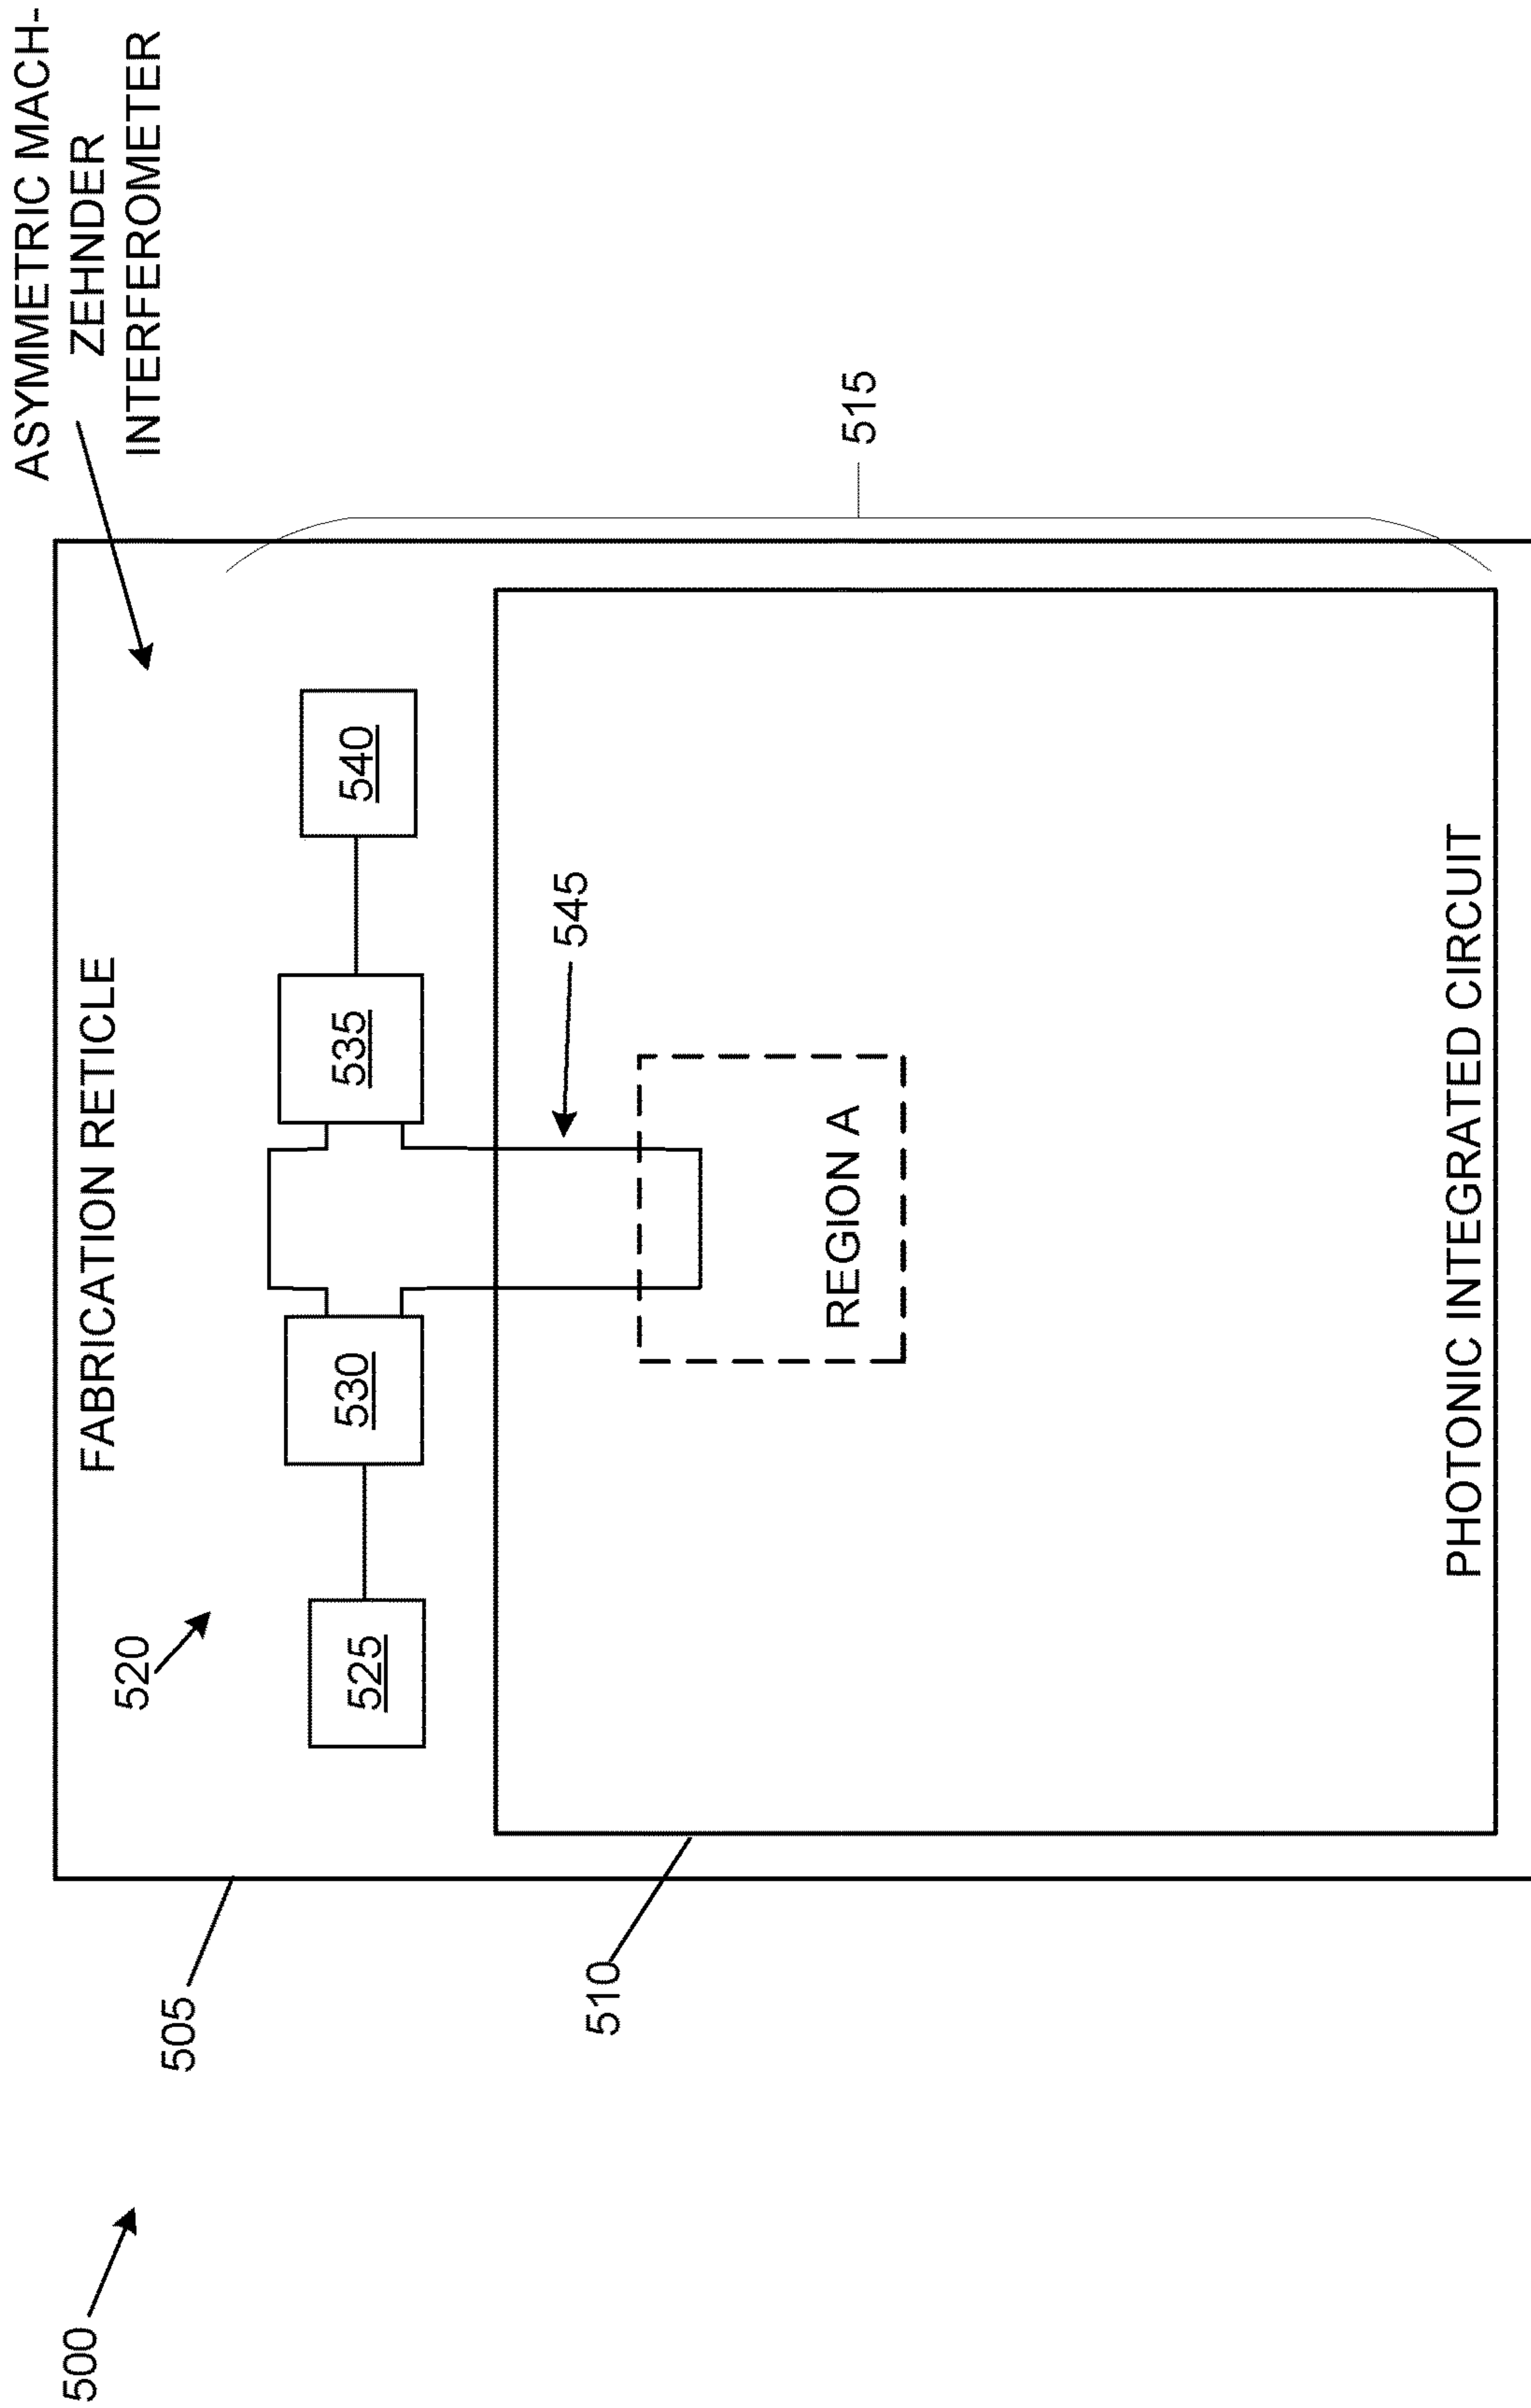 500
505
510
520
FABRICATION RETICLE
ASYMMETRIC MACH-
ZEHNDER
INTERFEROMETER
525
530
535
540
545
515
REGION A
PHOTONIC INTEGRATED CIRCUIT